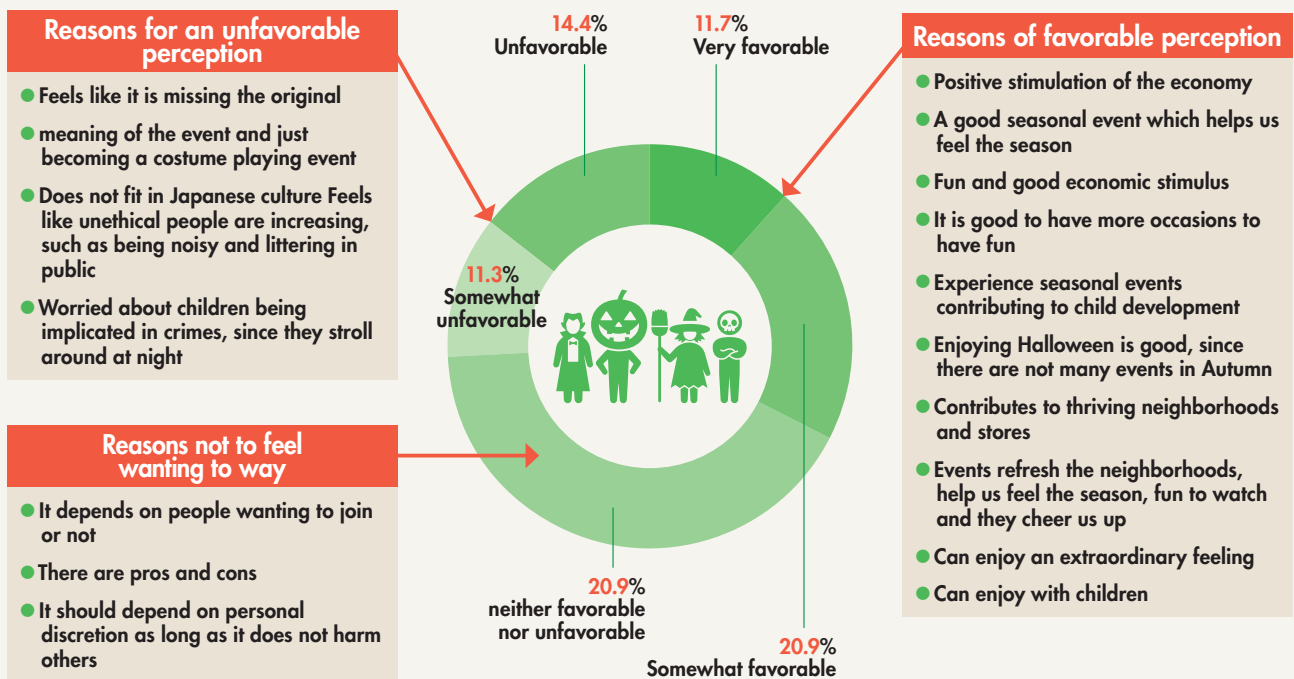 Reasons for an unfavorable
perception
Feels like it is missing the original
meaning of the event and just
becoming a costume playing event
Does not fit in Japanese culture Feels
like unethical people are increasing,
such as being noisy and littering in
public
Worried about children being
implicated in crimes, since they stroll
around at night
Reasons not to feel
wanting to way
It depends on people wanting to join
or not
There are pros and cons
It should depend on personal
discretion as long as it does not harm
others
14.4%
Unfavorable
11.7%
Very favorable
11.3%
Somewhat
unfavorable
20.9%
neither favorable
nor unfavorable
20.9%
Somewhat favorable
Reasons of favorable perception
Positive stimulation of the economy
A good seasonal event which helps us
feel the season
Fun and good economic stimulus
It is good to have more occasions to
have fun
Experience seasonal events
contributing to child development
Enjoying Halloween is good, since
there are not many events in Autumn
Contributes to thriving neighborhoods
and stores
Events refresh the neighborhoods,
help us feel the season, fun to watch
and they cheer us up
Can enjoy an extraordinary feeling
Can enjoy with children